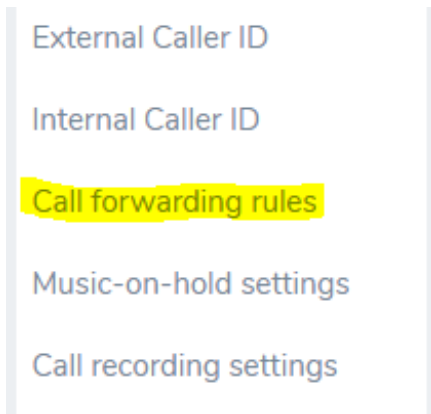 External Caller ID
Internal Caller ID
Call forwarding rules
Music-on-hold settings
Call recording settings